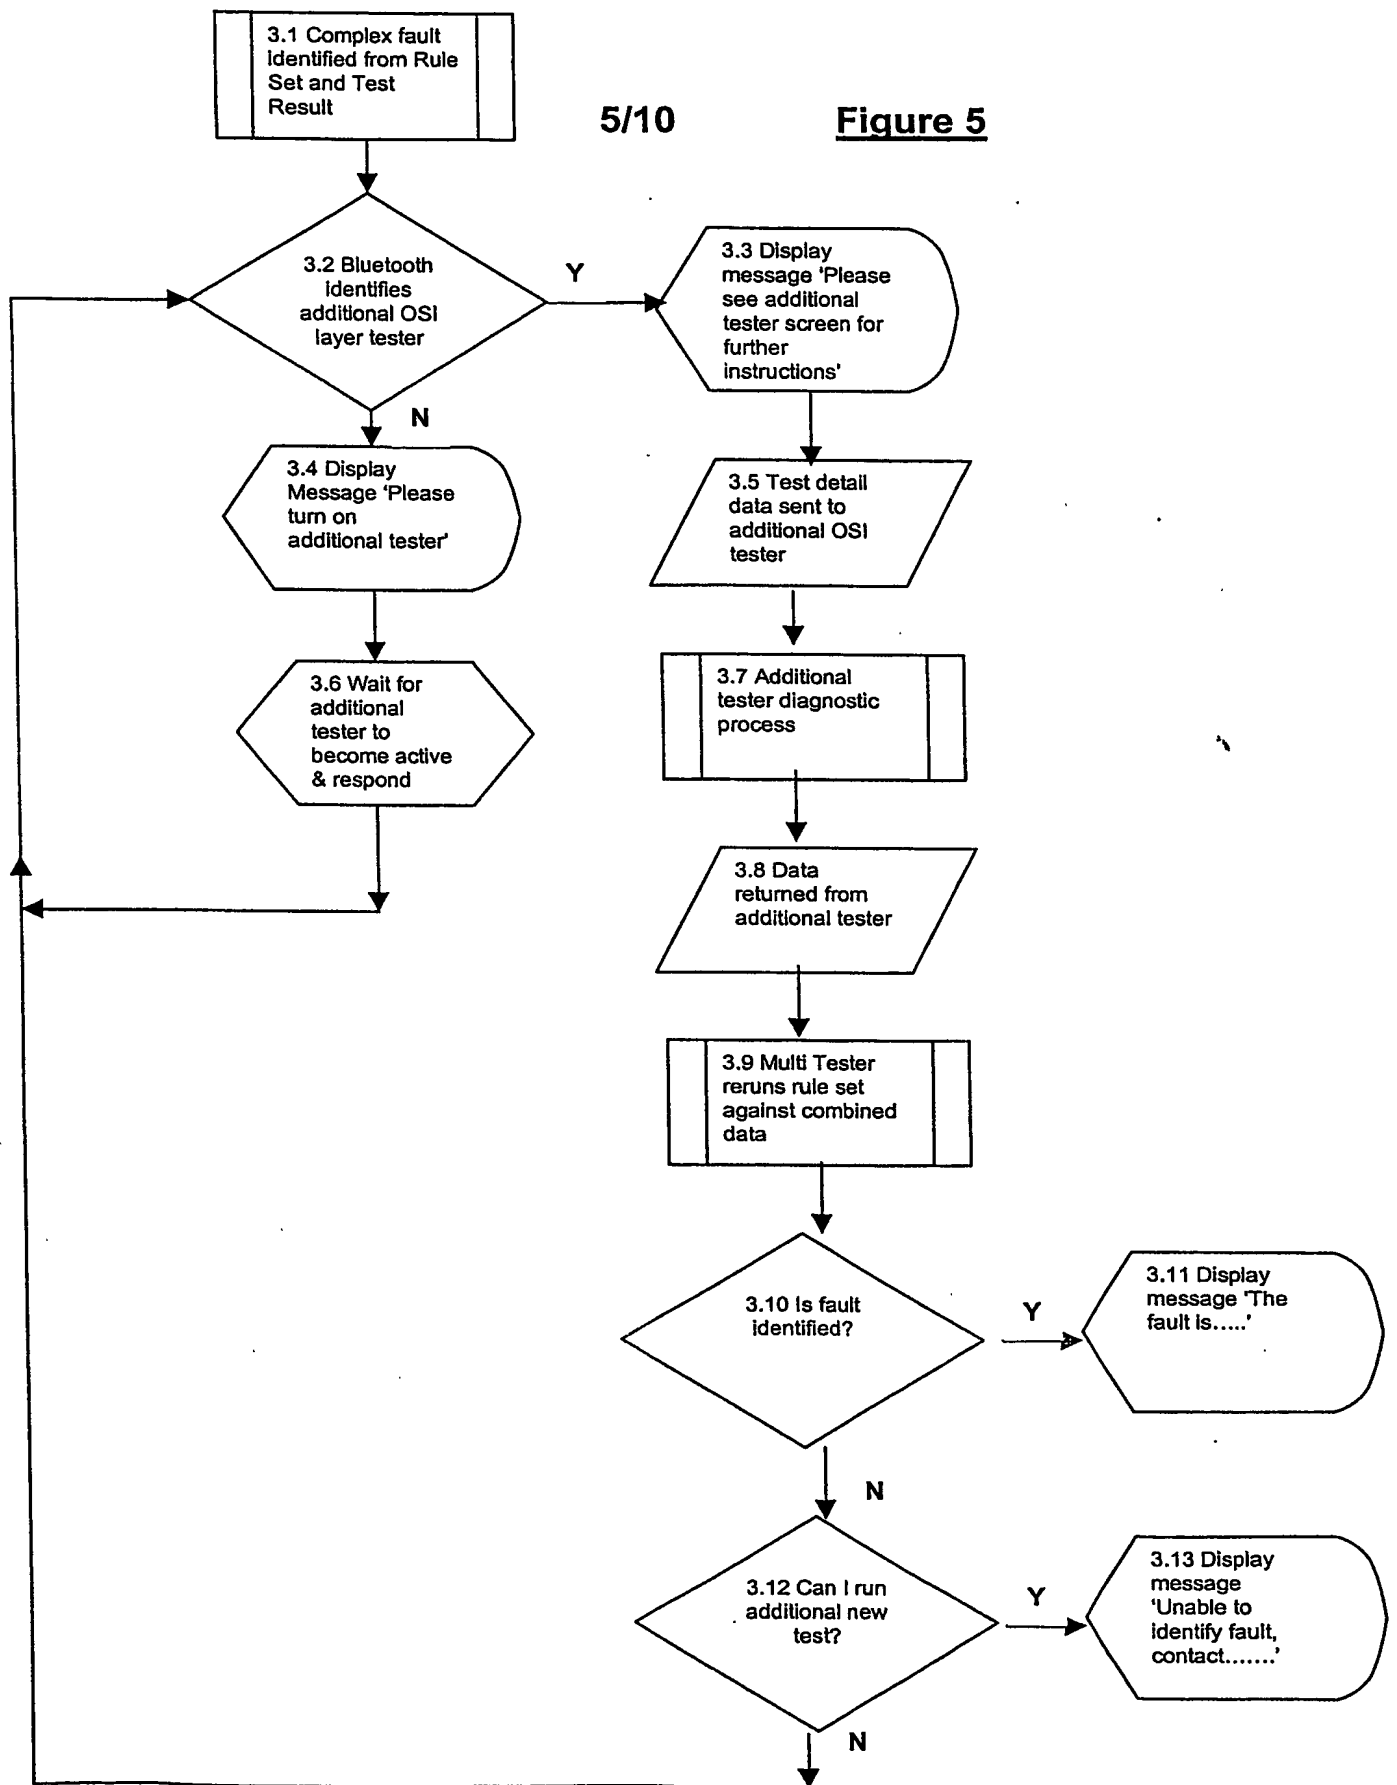 3.1 Complex fault
identified from Rule
Set and Test
Result
5/10
Figure 5
3.2 Bluetooth
identifies
additional OSI
layer tester
Y
3.3 Display
message 'Please
see additional
tester screen for
further
instructions'
N
3.4 Display
Message 'Please
turn on
additional tester'
3.5 Test detail
data sent to
additional OSI
tester
3.6 Wait for
additional
tester to
become active
& respond
3.7 Additional
tester diagnostic
process
3.8 Data
returned from
additional tester
3.9 Multi Tester
reruns rule set
against combined
data
3.10 Is fault
identified?
Y
3.11 Display
message 'The
fault is.....'
N
3.12 Can I run
additional new
test?
Y
3.13 Display
message
'Unable to
identify fault,
contact.......'
N